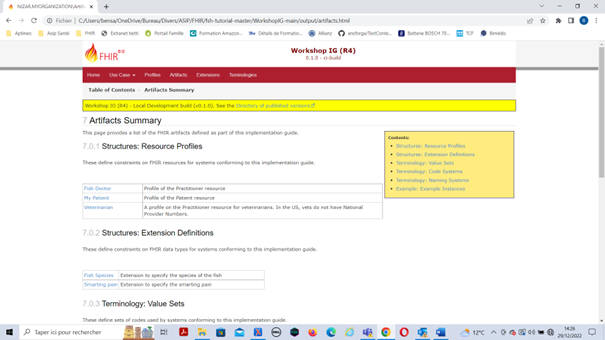 NIZAR.MYORGANIZATION\Artifa
Fichier | C:/Users/bensa/OneDrive/Bureau/Divers/ASIP/FHIR/fsh-tutorial-master/WorkshopIG-main/output/artifacts.html
Aptineo
Asip Santé
FHIR
Extranet beth
Portail Famille
Formation Amazon...
Détails de Formatio...
Allianz
ansforge/TestConte...
Batterie BOSCH 70...
TCF
Bimédio
FHIR
Workshop IG (R4)
0.1.0 - ci-build
Home Use Case Profiles Artifacts Extensions Terminologies
Table of Contents > Artifacts Summary
Workshop IG (R4) - Local Development build (v0.1.0). See the Directory of published versions
7 Artifacts Summary
This page provides a list of the FHIR artifacts defined as part of this implementation guide.
Contents:
Structures: Resource Profiles
Structures: Extension Definitions
Terminology: Value Sets
Terminology: Code Systems
Terminology: Naming Systems
Example: Example Instances
7.0.1 Structures: Resource Profiles
These define constraints on FHIR resources for systems conforming to this implementation guide.
Fish Doctor Profile of the Practitioner resource
My Patient Profile of the Patient resource
Veterinarian A profile on the Practitioner resource for veterinarians. In the US, vets do not have National
Provider Numbers.
7.0.2 Structures: Extension Definitions
These define constraints on FHIR data types for systems conforming to this implementation guide.
Fish Species Extension to specify the species of the fish
Smarting pain Extension to specify the smarting pain
7.0.3 Terminology: Value Sets
These define sets of codes used by systems conforming to this implementation guide.
Taper ici pour rechercher
12°C
14:26
29/12/2022